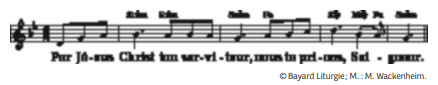 Par Jé-sus Christ ton ser-vi-teur, nous te pri-ons, Sei - gneur.
© Bayard Liturgie; M. : M. Wackenheim.